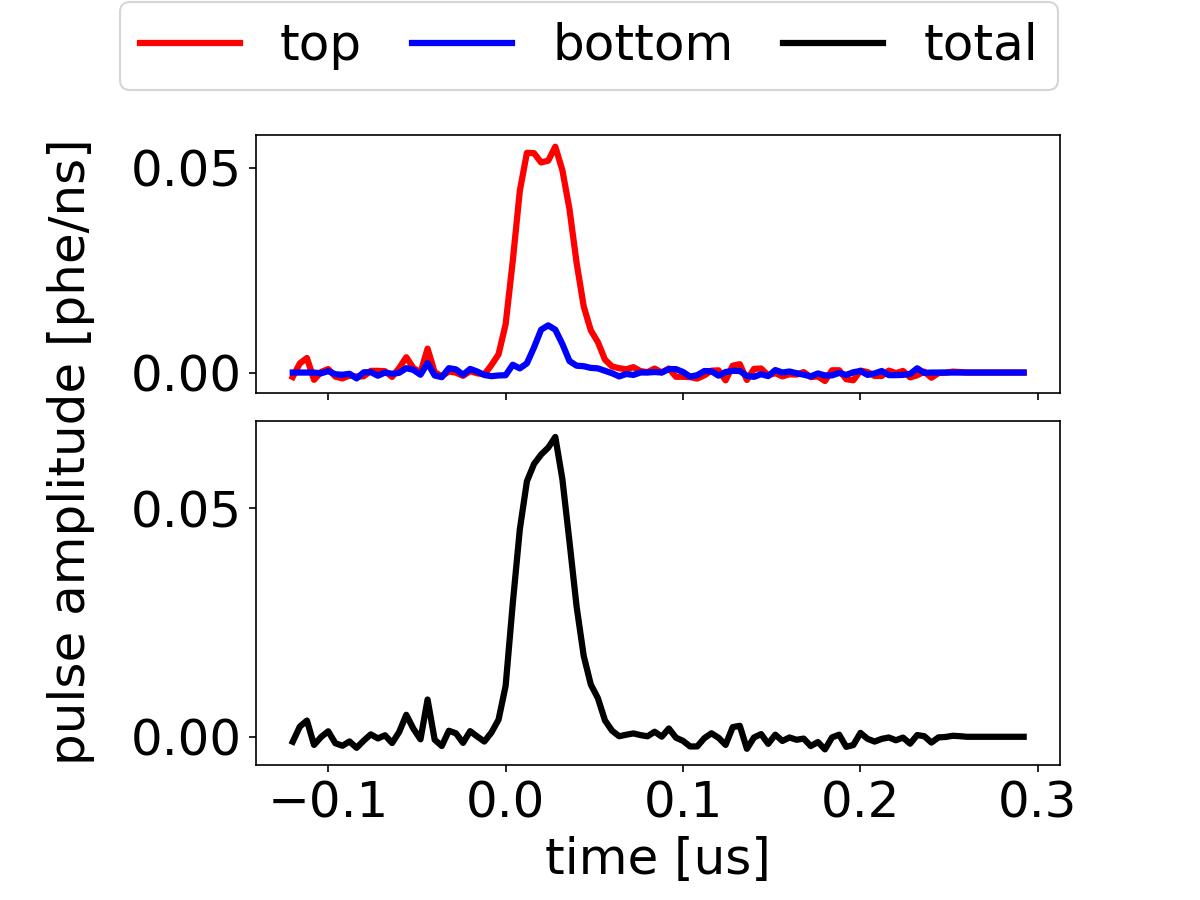 top bottom total
pulse amplitude [phe/ns]
0.05
0.00
0.05
0.00
−0.1 0.0 0.1 0.2 0.3
time [us]